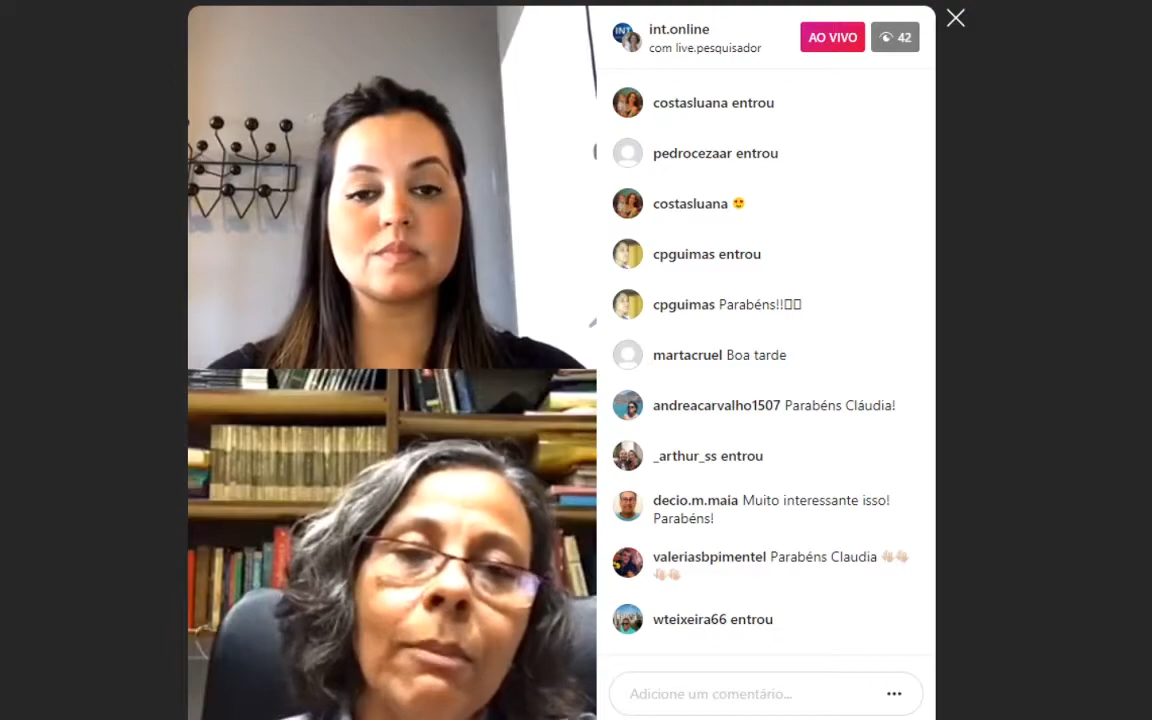 INT
int.online
com live.pesquisador
AO VIVO
42
costasluana entrou
pedrocezaar entrou
costasluana 😍
cpguimas entrou
cpguimas Parabéns!!
martacruel Boa tarde
andreacarvalho1507 Parabéns Cláudia!
_arthur_ss entrou
decio.m.maia Muito interessante isso!
Parabéns!
valeriasbpimentel Parabéns Claudia 👏🏻👏🏻
👏🏻👏🏻
wteixeira66 entrou
Adicione um comentário...